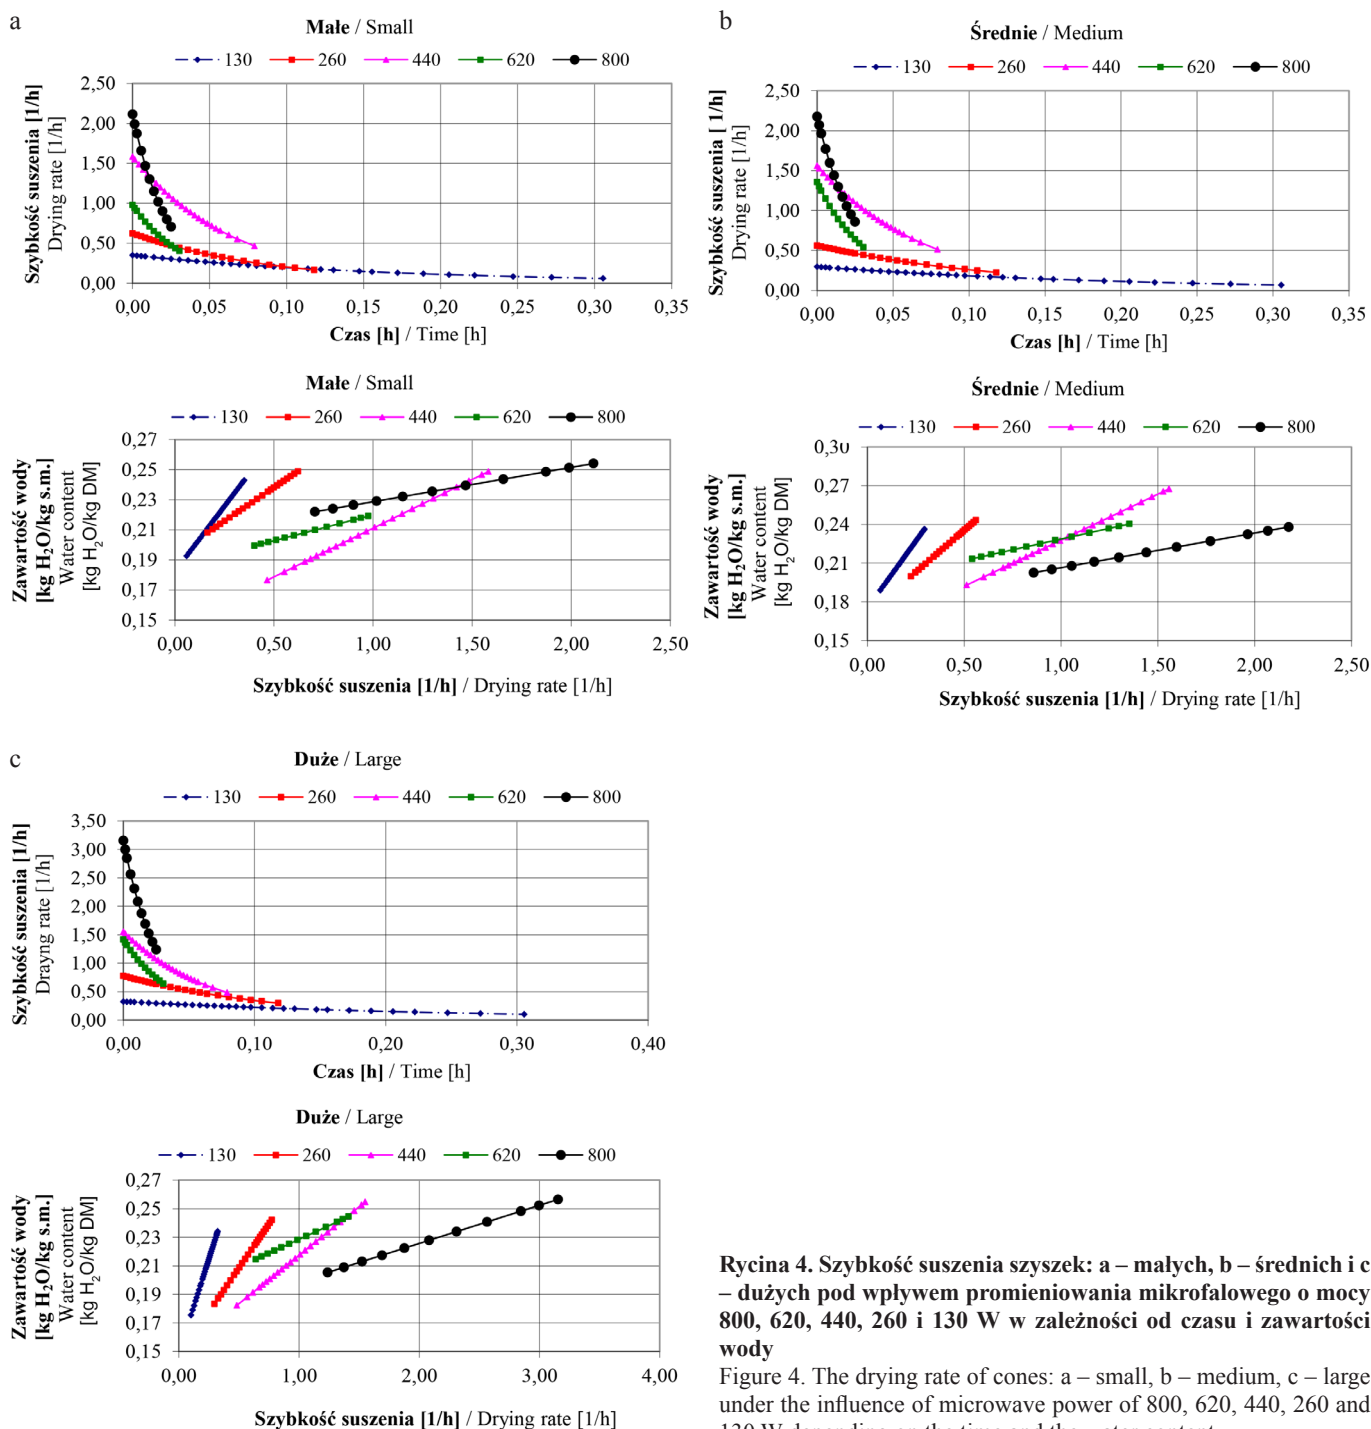 a
Małe / Small
130 260 440 620 800
Szybkość suszenia [1/h]
Drying rate [1/h]
2,50
2,00
1,50
1,00
0,50
0,00
0,00 0,05 0,10 0,15 0,20 0,25 0,30 0,35
Czas [h] / Time [h]
Małe / Small
130 260 440 620 800
Zawartość wody
[kg H₂O/kg s.m.]
Water content
[kg H₂O/kg DM]
0,27
0,25
0,23
0,21
0,19
0,17
0,15
0,00 0,50 1,00 1,50 2,00 2,50
Szybkość suszenia [1/h] / Drying rate [1/h]
b
Średnie / Medium
130 260 440 620 800
Szybkość suszenia [ 1/h]
Drying rate [1/h]
2,50
2,00
1,50
1,00
0,50
0,00
0,00 0,05 0,10 0,15 0,20 0,25 0,30 0,35
Czas [h] / Time [h]
Średnie / Medium
130 260 440 620 800
Zawartość wody
[kg H₂O/kg s.m.]
Water content
[kg H₂O/kg DM]
0,30
0,27
0,24
0,21
0,18
0,15
0,00 0,50 1,00 1,50 2,00 2,50
Szybkość suszenia [1/h] / Drying rate [1/h]
c
Duże / Large
130 260 440 620 800
Szybkość suszenia [1/h]
Drayng rate [1/h]
3,50
3,00
2,50
2,00
1,50
1,00
0,50
0,00
0,00 0,10 0,20 0,30 0,40
Czas [h] / Time [h]
Duże / Large
130 260 440 620 800
Zawartość wody
[kg H₂O/kg s.m.]
Water content
[kg H₂O/kg DM]
0,27
0,25
0,23
0,21
0,19
0,17
0,15
0,00 1,00 2,00 3,00 4,00
Szybkość suszenia [1/h] / Drying rate [1/h]
Rycina 4. Szybkość suszenia szyszek: a – małych, b – średnich i c
– dużych pod wpływem promieniowania mikrofalowego o mocy
800, 620, 440, 260 i 130 W w zależności od czasu i zawartości
wody
Figure 4. The drying rate of cones: a – small, b – medium, c – large
under the influence of microwave power of 800, 620, 440, 260 and
130 W depending on the time and the water content